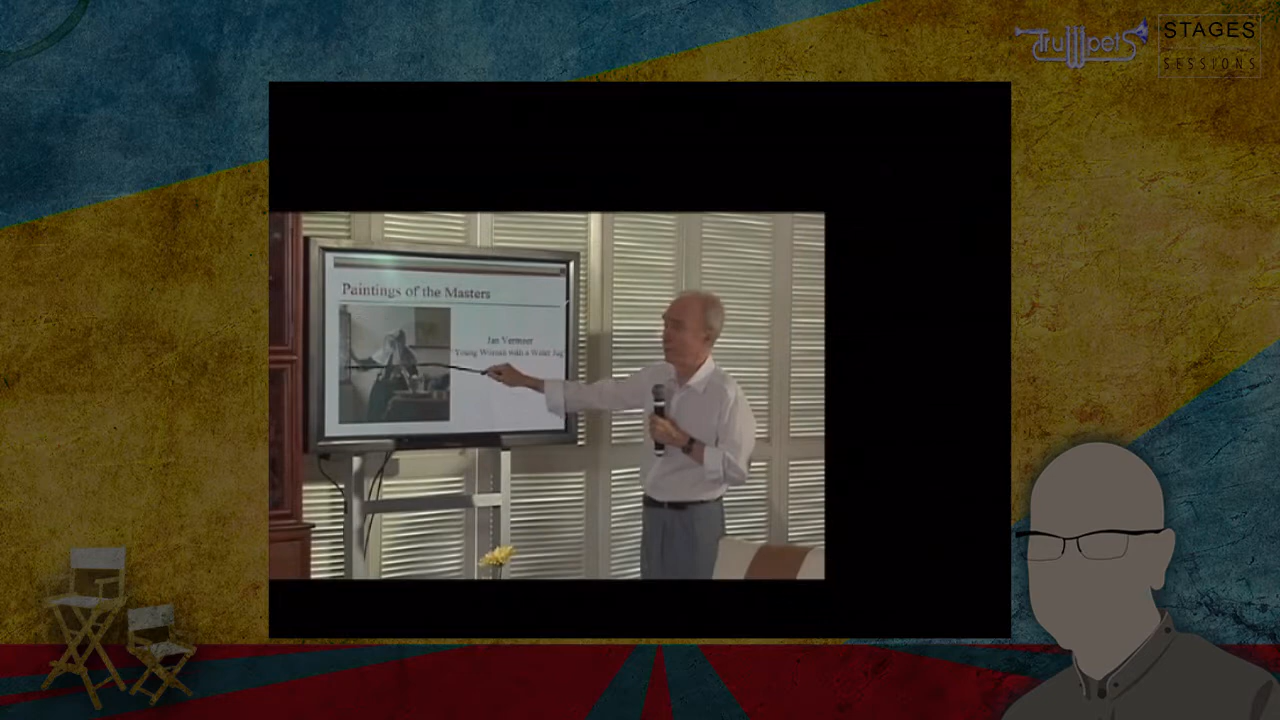 Trumpets
STAGES
SESSIONS
Paintings of the Masters
Jan Vermeer
"Young Woman with a Water Jug"